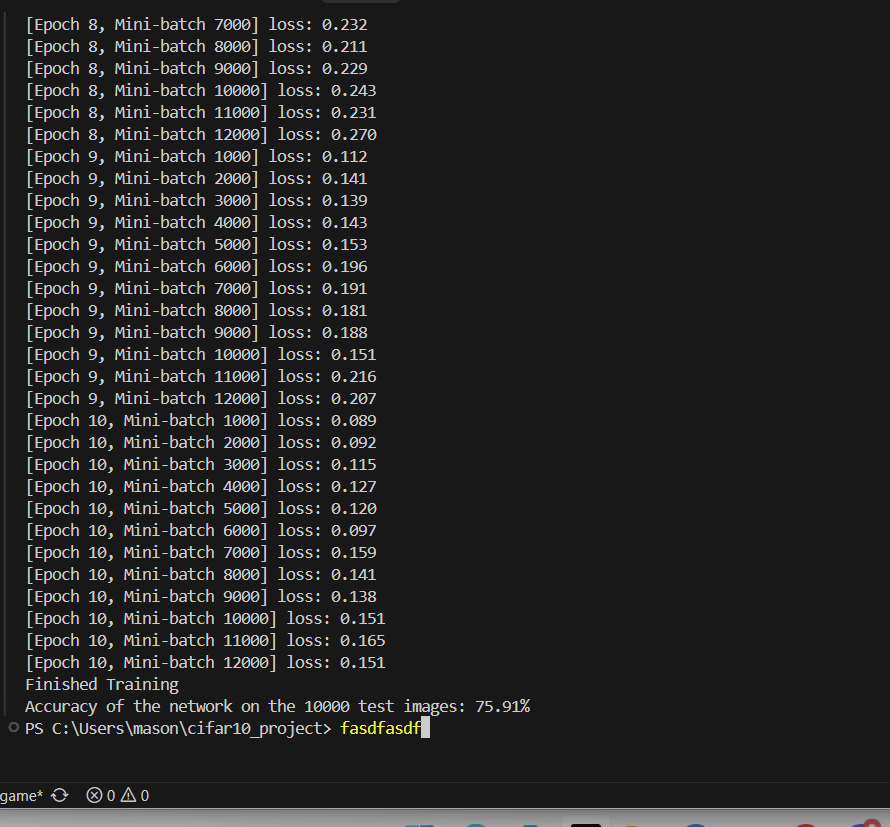 [Epoch 8, Mini-batch 7000] loss: 0.232
[Epoch 8, Mini-batch 8000] loss: 0.211
[Epoch 8, Mini-batch 9000] loss: 0.229
[Epoch 8, Mini-batch 10000] loss: 0.243
[Epoch 8, Mini-batch 11000] loss: 0.231
[Epoch 8, Mini-batch 12000] loss: 0.270
[Epoch 9, Mini-batch 1000] loss: 0.112
[Epoch 9, Mini-batch 2000] loss: 0.141
[Epoch 9, Mini-batch 3000] loss: 0.139
[Epoch 9, Mini-batch 4000] loss: 0.143
[Epoch 9, Mini-batch 5000] loss: 0.153
[Epoch 9, Mini-batch 6000] loss: 0.196
[Epoch 9, Mini-batch 7000] loss: 0.191
[Epoch 9, Mini-batch 8000] loss: 0.181
[Epoch 9, Mini-batch 9000] loss: 0.188
[Epoch 9, Mini-batch 10000] loss: 0.151
[Epoch 9, Mini-batch 11000] loss: 0.216
[Epoch 9, Mini-batch 12000] loss: 0.207
[Epoch 10, Mini-batch 1000] loss: 0.089
[Epoch 10, Mini-batch 2000] loss: 0.092
[Epoch 10, Mini-batch 3000] loss: 0.115
[Epoch 10, Mini-batch 4000] loss: 0.127
[Epoch 10, Mini-batch 5000] loss: 0.120
[Epoch 10, Mini-batch 6000] loss: 0.097
[Epoch 10, Mini-batch 7000] loss: 0.159
[Epoch 10, Mini-batch 8000] loss: 0.141
[Epoch 10, Mini-batch 9000] loss: 0.138
[Epoch 10, Mini-batch 10000] loss: 0.151
[Epoch 10, Mini-batch 11000] loss: 0.165
[Epoch 10, Mini-batch 12000] loss: 0.151
Finished Training
Accuracy of the network on the 10000 test images: 75.91%
PS C:\Users\mason\cifar10_project> fasdfasdf
game* 0 0